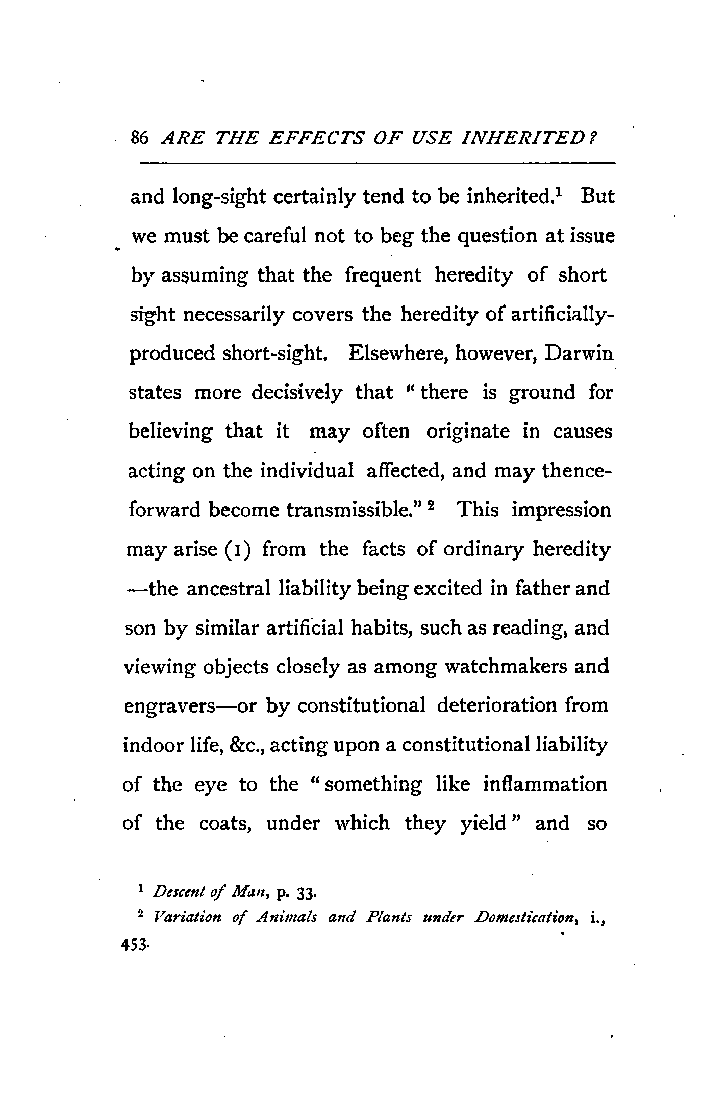 86 ARE THE EFFECTS OF USE INHERITED?
and long-sight certainly tend to be inherited.¹ But
we must be careful not to beg the question at issue
by assuming that the frequent heredity of short
sight necessarily covers the heredity of artificially-
produced short-sight. Elsewhere, however, Darwin
states more decisively that “there is ground for
believing that it may often originate in causes
acting on the individual affected, and may thence-
forward become transmissible.” ² This impression
may arise (1) from the facts of ordinary heredity
—the ancestral liability being excited in father and
son by similar artificial habits, such as reading, and
viewing objects closely as among watchmakers and
engravers—or by constitutional deterioration from
indoor life, &c., acting upon a constitutional liability
of the eye to the “something like inflammation
of the coats, under which they yield” and so
¹ Descent of Man, p. 33.
² Variation of Animals and Plants under Domestication, i.,
453.